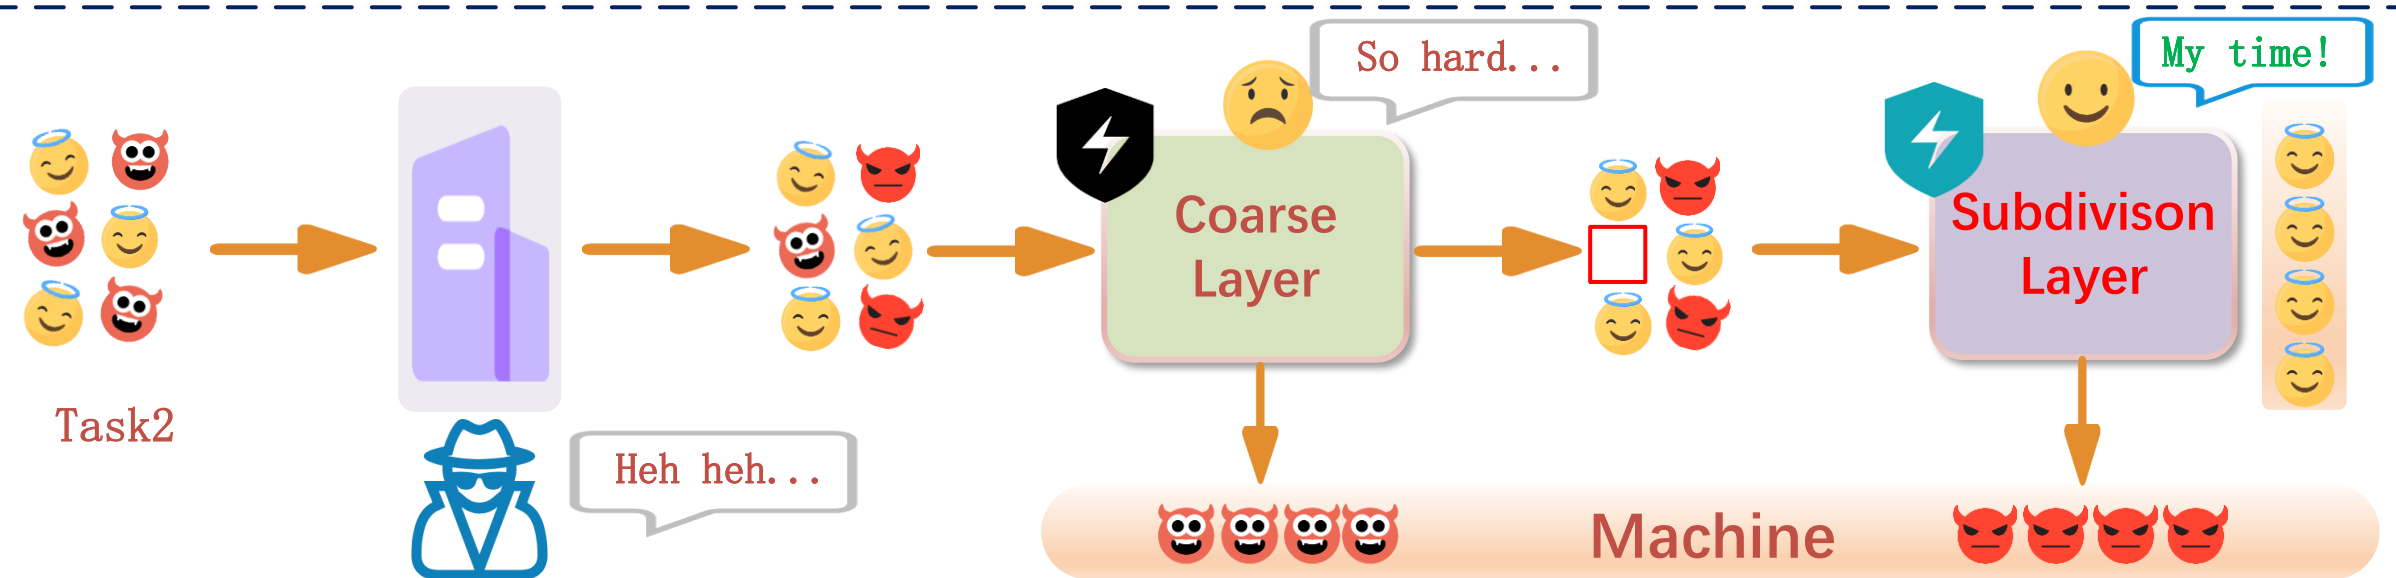 So hard...
My time!
Coarse
Layer
Subdivison
Layer
Task2
Heh heh...
Machine